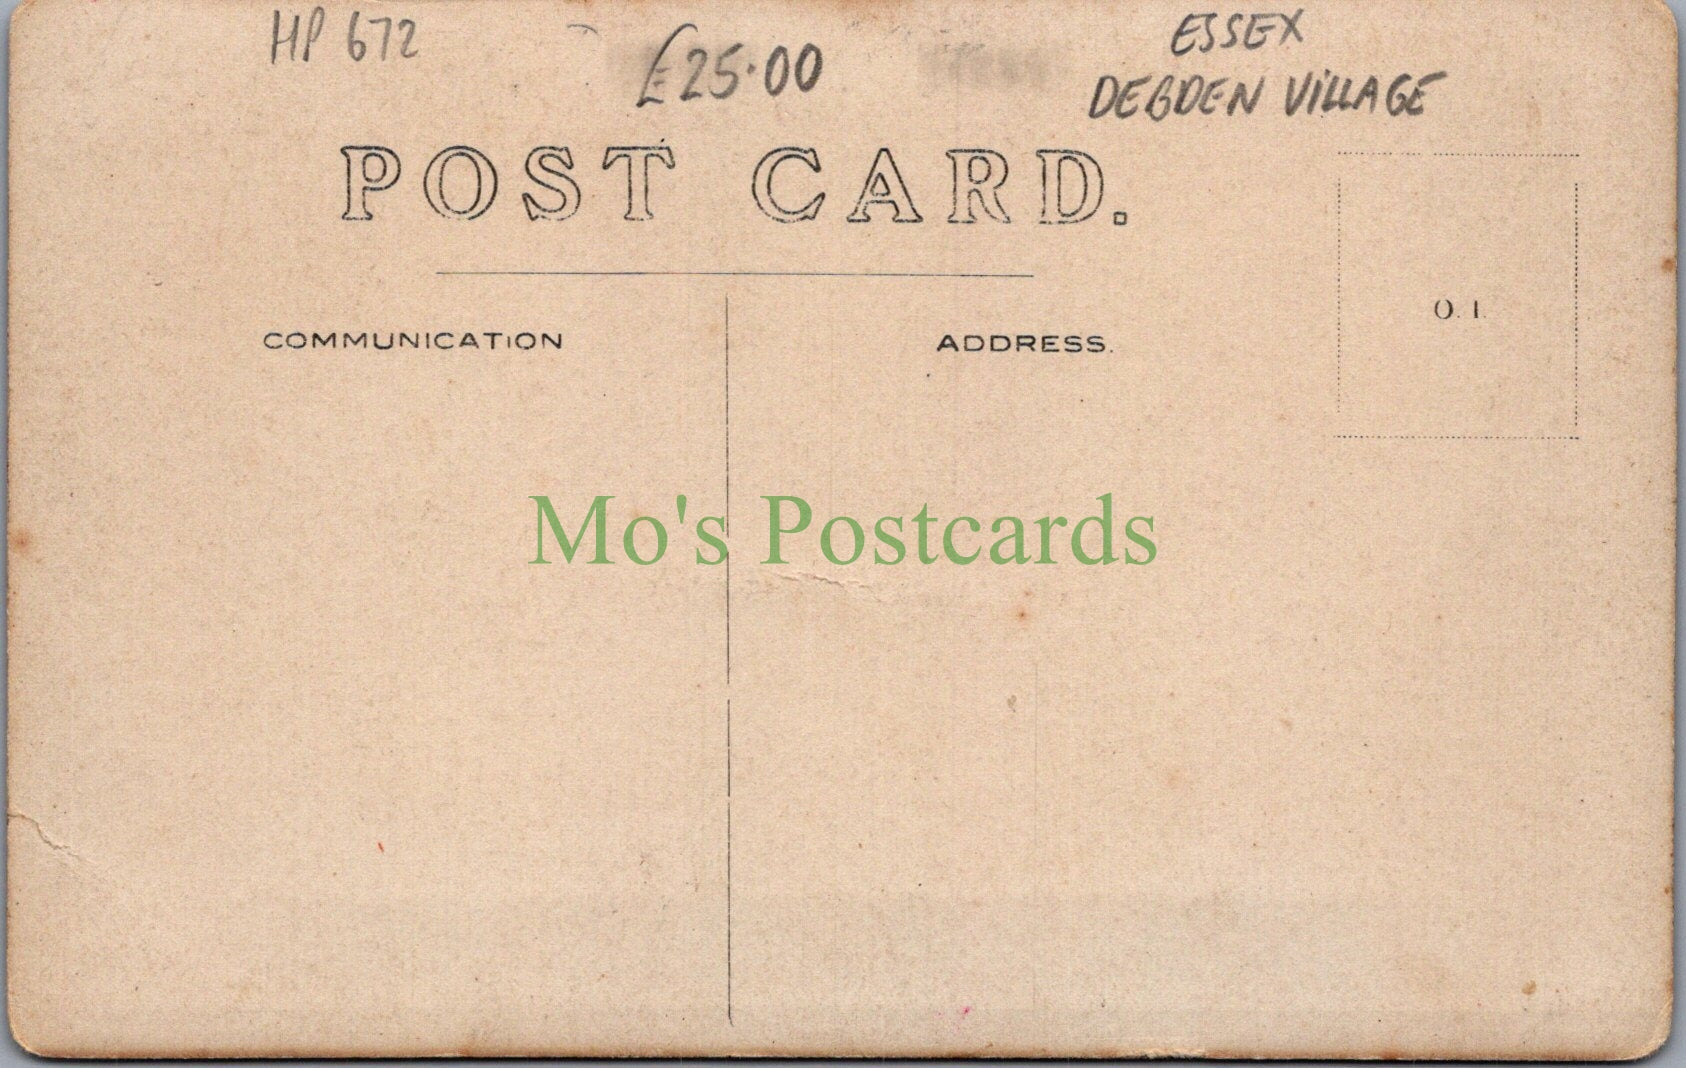 HP 672
£25.00
ESSEX
DEBDEN VILLAGE
POST CARD.
COMMUNICATION
ADDRESS.
O. I.
Mo's Postcards